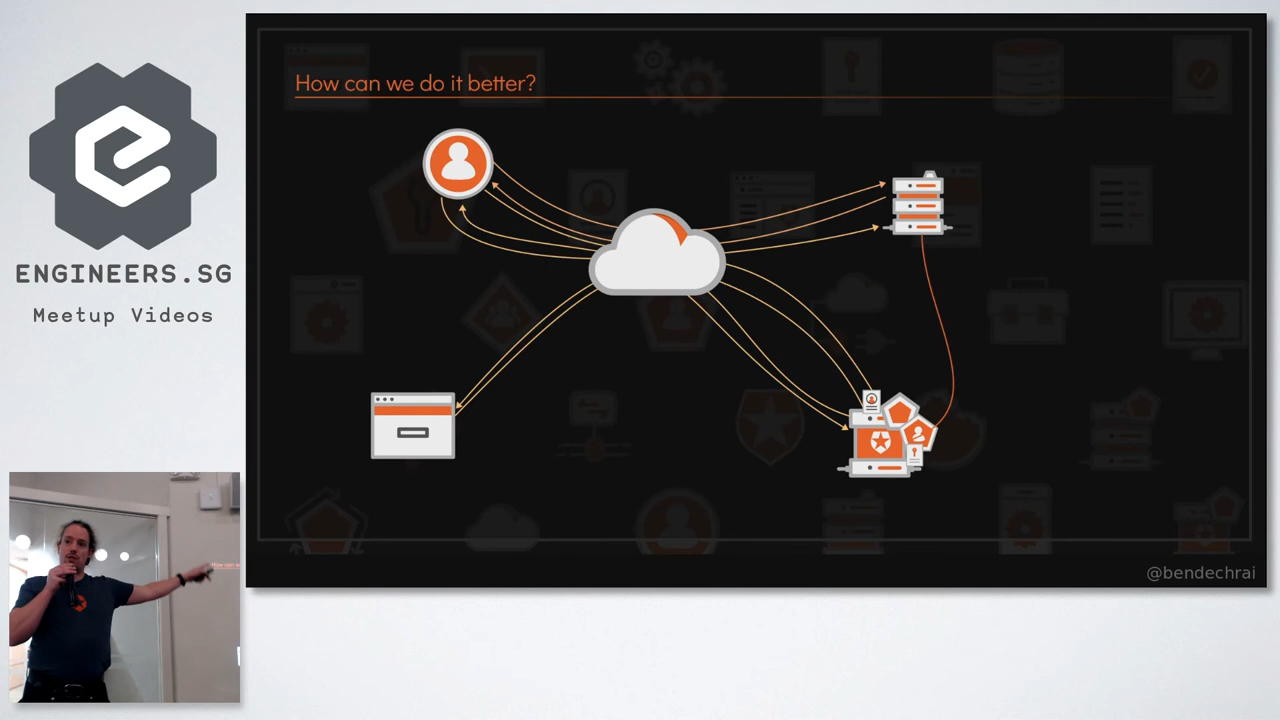 How can we do it better?
ENGINEERS.SG
Meetup Videos
@bendechrai